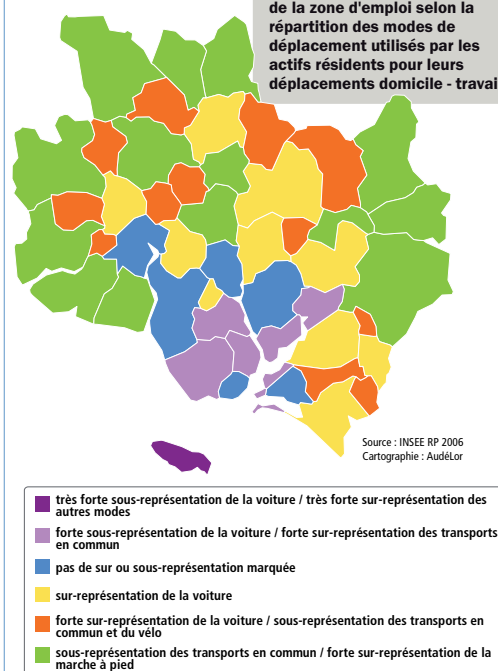 de la zone d'emploi selon la
répartition des modes de
déplacement utilisés par les
actifs résidents pour leurs
déplacements domicile - travai
Source : INSEE RP 2006
Cartographie : AudéLor
très forte sous-représentation de la voiture / très forte sur-représentation des
autres modes
forte sous-représentation de la voiture / forte sur-représentation des transports
en commun
pas de sur ou sous-représentation marquée
sur-représentation de la voiture
forte sur-représentation de la voiture / sous-représentation des transports en
commun et du vélo
sous-représentation des transports en commun / forte sur-représentation de la
marche à pied